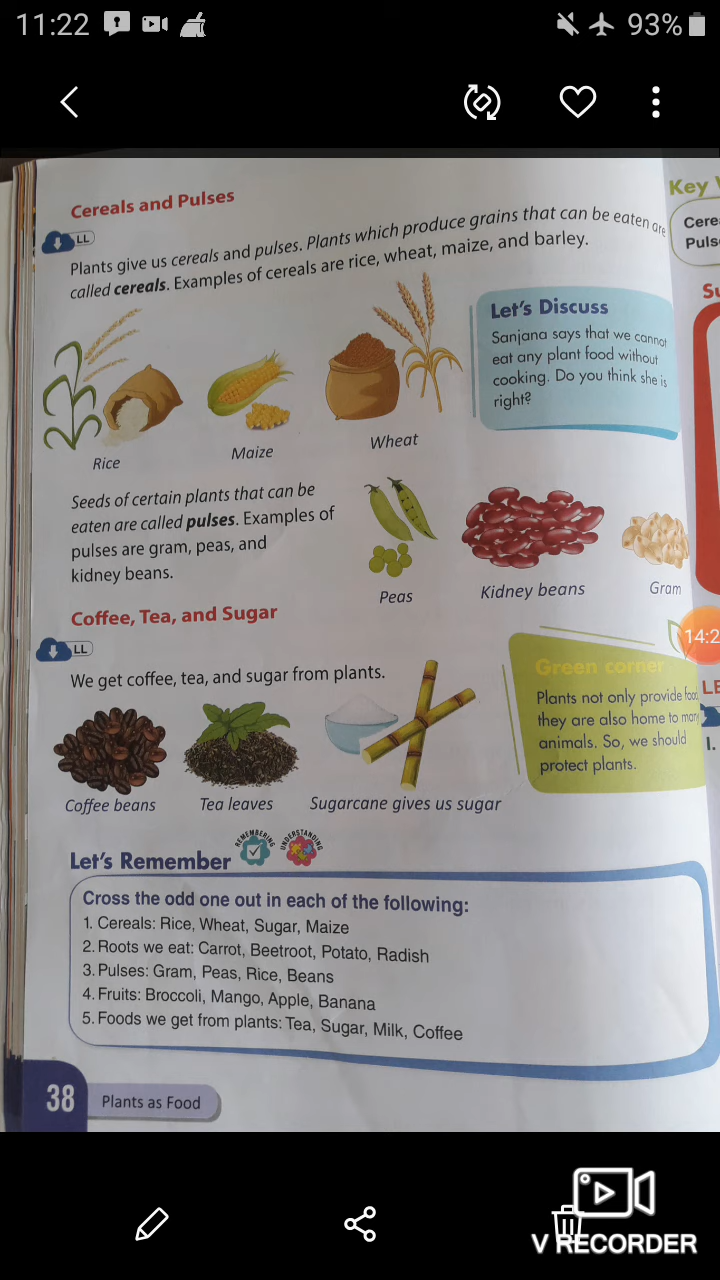 11:22
93%
Key
Cereals and Pulses
LL
Plants give us cereals and pulses. Plants which produce grains that can be eaten are
called cereals. Examples of cereals are rice, wheat, maize, and barley.
Let's Discuss
Sanjana says that we cannot
eat any plant food without
cooking. Do you think she is
right?
Rice
Maize
Wheat
Seeds of certain plants that can be
eaten are called pulses. Examples of
pulses are gram, peas, and
kidney beans.
Peas
Kidney beans
Gram
Coffee, Tea, and Sugar
LL
We get coffee, tea, and sugar from plants.
Green corner
Plants not only provide food
they are also home to many
animals. So, we should
protect plants.
14:2
Coffee beans
Tea leaves
Sugarcane gives us sugar
Let's Remember
REMEMBERING
UNDERSTANDING
Cross the odd one out in each of the following:
1. Cereals: Rice, Wheat, Sugar, Maize
2. Roots we eat: Carrot, Beetroot, Potato, Radish
3. Pulses: Gram, Peas, Rice, Beans
4. Fruits: Broccoli, Mango, Apple, Banana
5. Foods we get from plants: Tea, Sugar, Milk, Coffee
38
Plants as Food
I.
V RECORDER